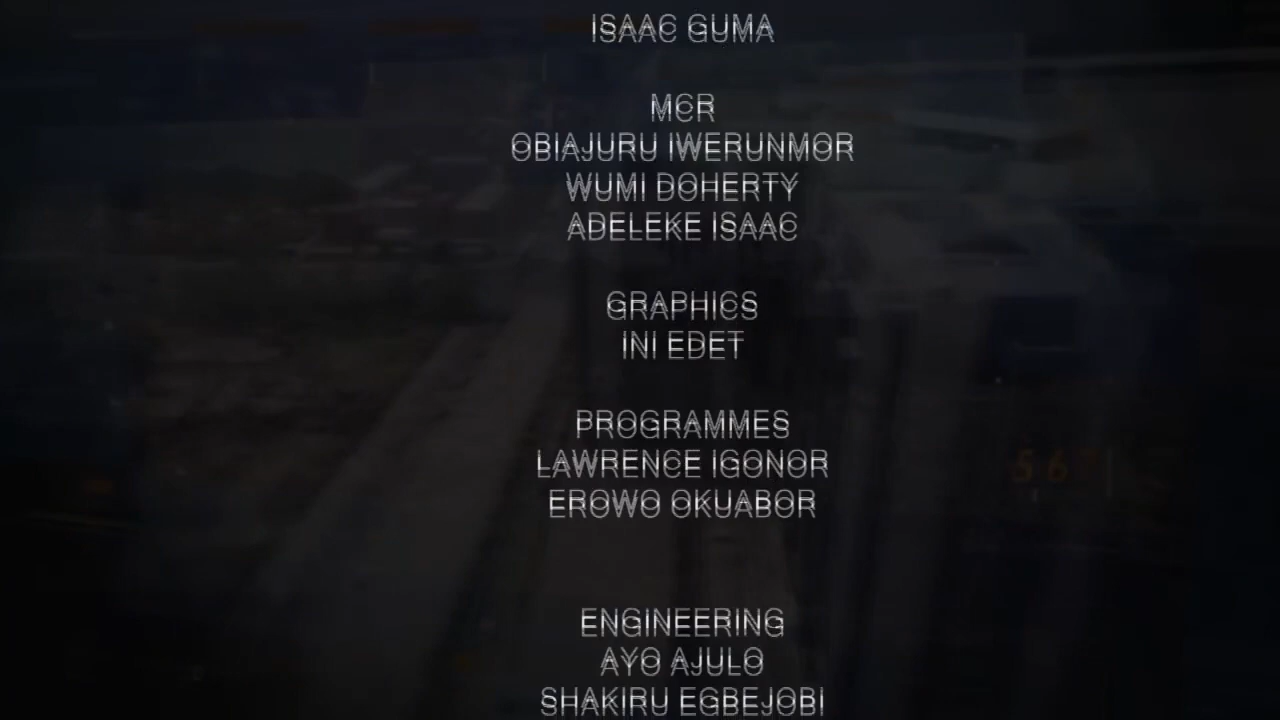 ISAAC GUMA
MCR
OBIAJURU IWERUNMOR
WUMI DOHERTY
ADELEKE ISAAC
GRAPHICS
INI EDET
PROGRAMMES
LAWRENCE IGONOR
EROWO OKUABOR
567
ENGINEERING
AYO AJULO
SHAKIRU EGBEJOBI